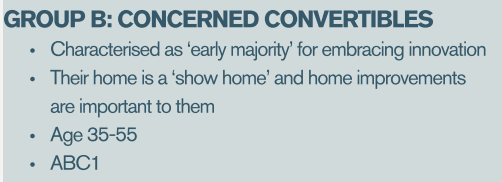 GROUP B: CONCERNED CONVERTIBLES
• Characterised as ‘early majority’ for embracing innovation
• Their home is a ‘show home’ and home improvements
are important to them
• Age 35-55
• ABC1